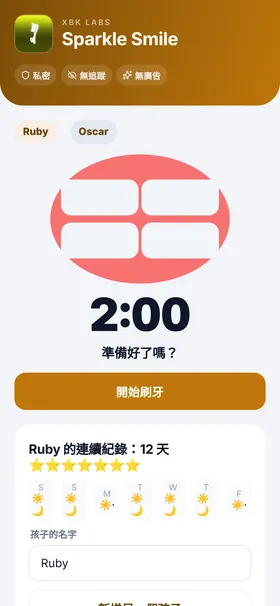 XBK LABS
Sparkle Smile
私密 無追蹤 無廣告
Ruby Oscar
2:00
準備好了嗎？
開始刷牙
Ruby 的連續紀錄：12 天
S S M T W T F
孩子的名字
Ruby